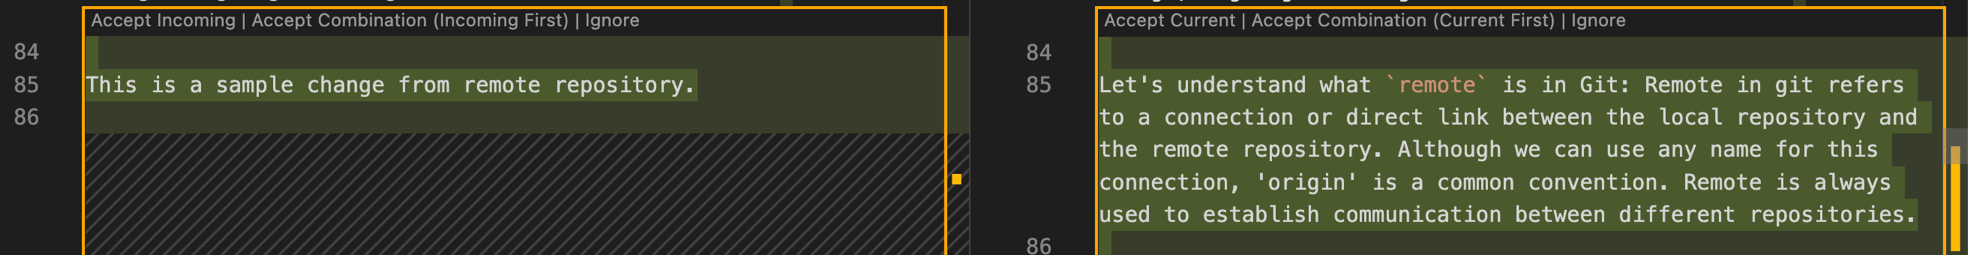 Accept Incoming | Accept Combination (Incoming First) | Ignore
84
85 This is a sample change from remote repository.
86
Accept Current | Accept Combination (Current First) | Ignore
84
85 Let's understand what `remote` is in Git: Remote in git refers
to a connection or direct link between the local repository and
the remote repository. Although we can use any name for this
connection, 'origin' is a common convention. Remote is always
used to establish communication between different repositories.
86